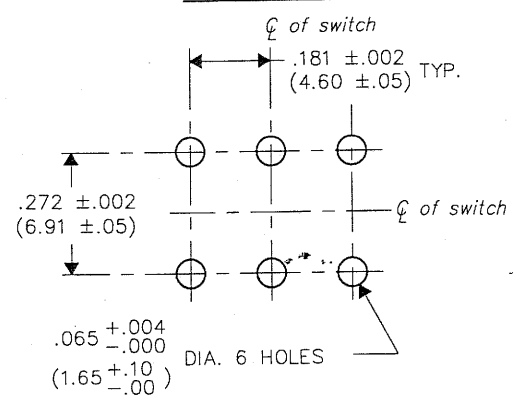 ℄ of switch
.181 ±.002 TYP.
(4.60 ±.05)
.272 ±.002
(6.91 ±.05)
℄ of switch
.065 +.004 -.000 DIA. 6 HOLES
(1.65 +.10 -.00)